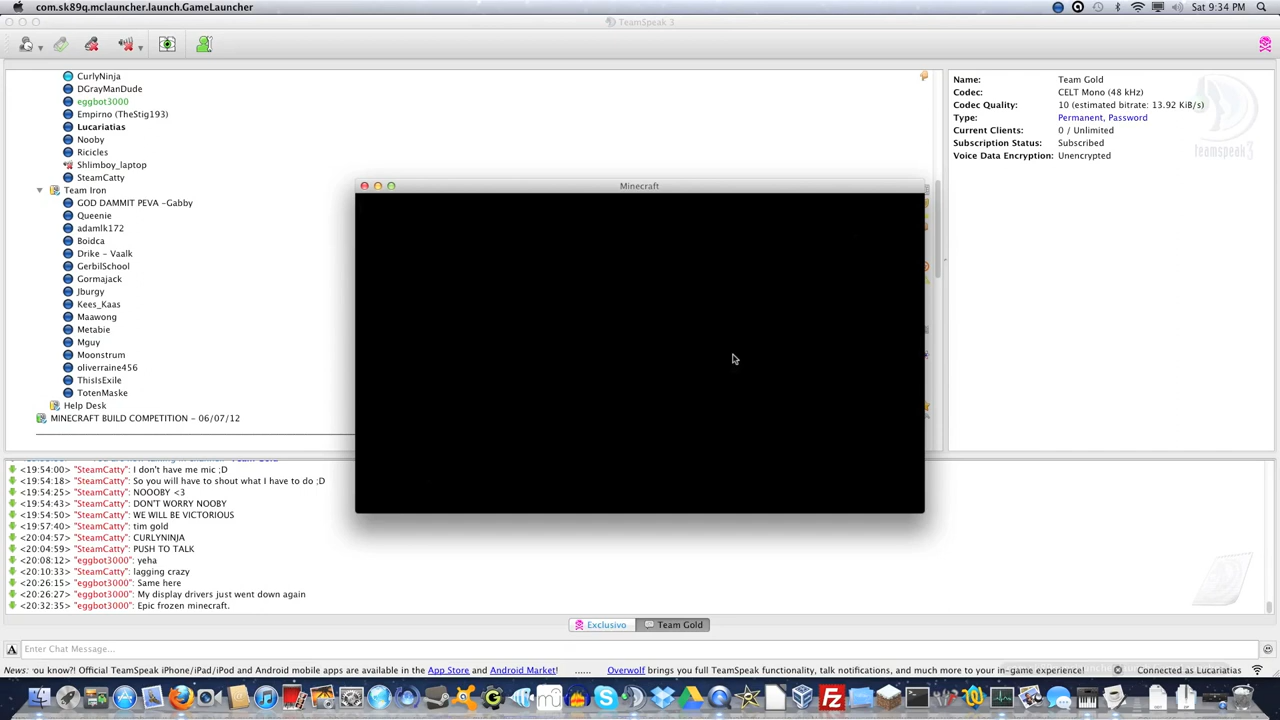 com.sk89q.mclauncher.launch.GameLauncher
Sat 9:34 PM
TeamSpeak 3
CurlyNinja
DGrayManDude
eggbot3000
Empirno (TheStig193)
Lucariatias
Nooby
Ricicles
Shlimboy_laptop
SteamCatty
Team Iron
GOD DAMMIT PEVA -Gabby
Queenie
adamlk172
Boidca
Drike - Vaalk
GerbilSchool
Gormajack
Jburgy
Kees_Kaas
Maawong
Metabie
Mguy
Moonstrum
oliverraine456
ThisIsExile
TotenMaske
Help Desk
MINECRAFT BUILD COMPETITION - 06/07/12
Minecraft
Name: Team Gold
Codec: CELT Mono (48 kHz)
Codec Quality: 10 (estimated bitrate: 13.92 KiB/s)
Type: Permanent, Password
Current Clients: 0 / Unlimited
Subscription Status: Subscribed
Voice Data Encryption: Unencrypted
teamspeak3
<19:54:00> "SteamCatty": I don't have me mic ;D
<19:54:18> "SteamCatty": So you will have to shout what I have to do ;D
<19:54:25> "SteamCatty": NOOOBY <3
<19:54:43> "SteamCatty": DON'T WORRY NOOBY
<19:54:50> "SteamCatty": WE WILL BE VICTORIOUS
<19:57:40> "SteamCatty": tim gold
<20:04:57> "SteamCatty": CURLYNINJA
<20:04:59> "SteamCatty": PUSH TO TALK
<20:08:12> "eggbot3000": yeha
<20:10:33> "SteamCatty": lagging crazy
<20:26:15> "eggbot3000": Same here
<20:26:27> "eggbot3000": My display drivers just went down again
<20:32:35> "eggbot3000": Epic frozen minecraft.
Exclusivo
Team Gold
Enter Chat Message...
News: you know?! Official TeamSpeak iPhone/iPad/iPod and Android mobile apps are available in the App Store and Android Market! ...... Overwolf brings you full TeamSpeak functionality, talk notifications, and much more to your in-game experience!
Connected as Lucariatias